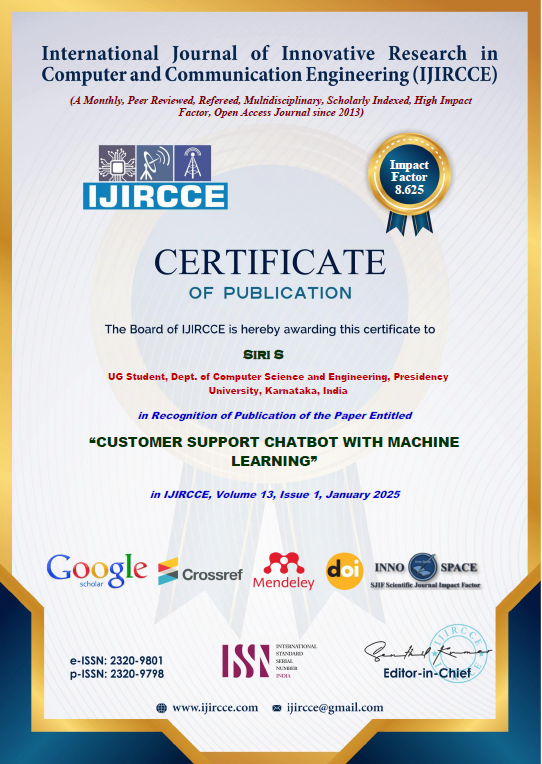 International Journal of Innovative Research in
Computer and Communication Engineering (IJIRCCE)
(A Monthly, Peer Reviewed, Refereed, Multidisciplinary, Scholarly Indexed, High Impact
Factor, Open Access Journal since 2013)
IJIRCCE
Impact
Factor
8.625
CERTIFICATE
OF PUBLICATION
The Board of IJIRCCE is hereby awarding this certificate to
SIRI S
UG Student, Dept. of Computer Science and Engineering, Presidency
University, Karnataka, India
in Recognition of Publication of the Paper Entitled
“CUSTOMER SUPPORT CHATBOT WITH MACHINE
LEARNING”
in IJIRCCE, Volume 13, Issue 1, January 2025
Google
scholar
Crossref
Mendeley
doi
INNO SPACE
SJIF Scientific Journal Impact Factor
e-ISSN: 2320-9801
p-ISSN: 2320-9798
ISSN
INTERNATIONAL
STANDARD
SERIAL
NUMBER
INDIA
Senthil Kumar
IJIRCCE
Editor-in-Chief
www.ijircce.com ijircce@gmail.com